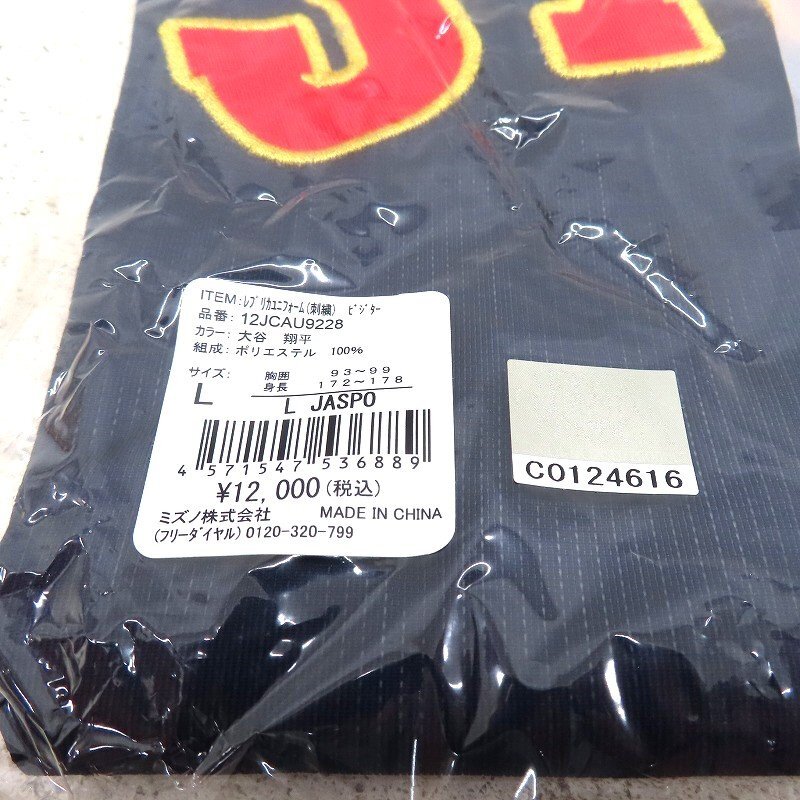 ITEM:ﾚﾌﾟﾘｶﾕﾆﾌｫｰﾑ(刺繍) ﾋﾞｼﾞﾀｰ
品番:12JCAU9228
カラー:大谷 翔平
組成:ポリエステル 100%
サイズ: 胸囲 93～99
L 身長 172～178
L JASPO
4 571547 536889
¥12,000(税込)
ミズノ株式会社 MADE IN CHINA
(フリーダイヤル) 0120-320-799
C0124616